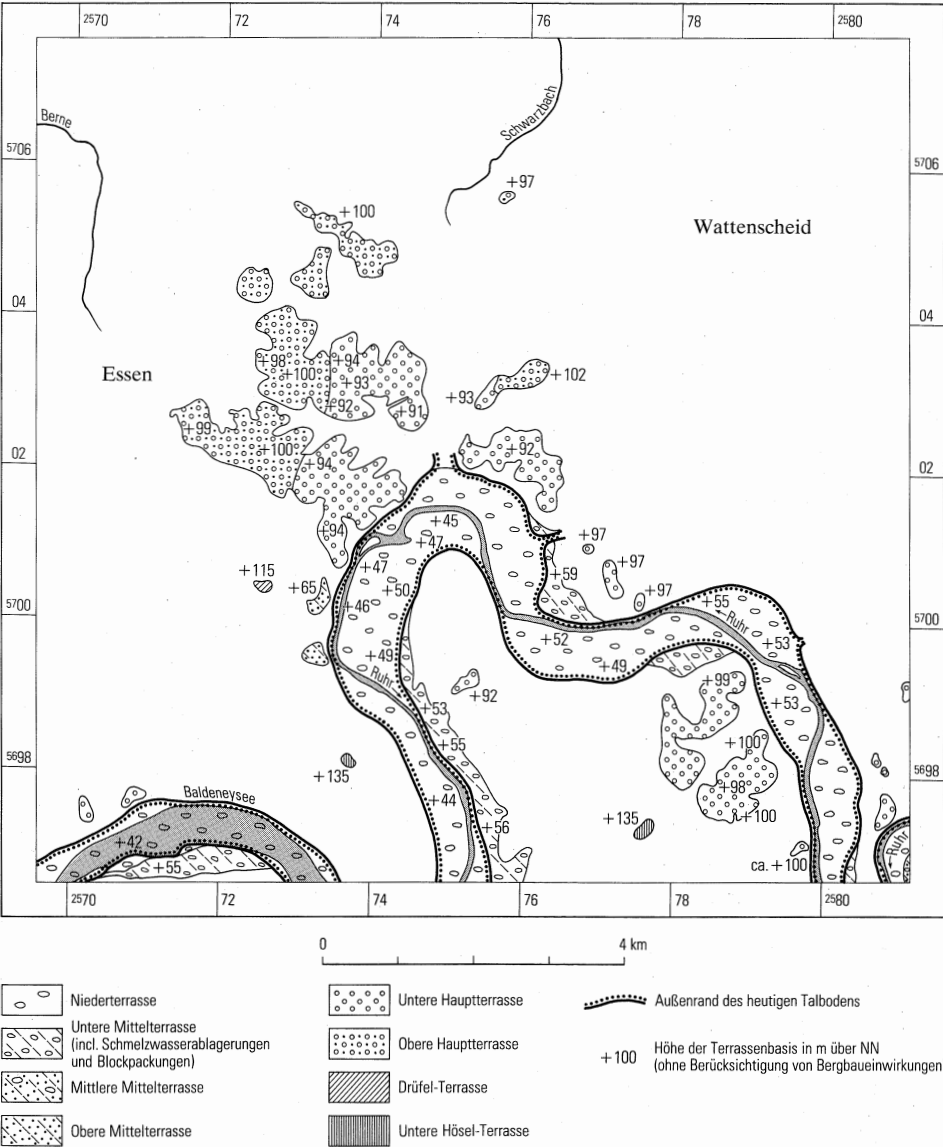 2570 72 74 76 78 2580
Berne
Schwarzbach
5706 5706
+97
+100
Wattenscheid
04 04
Essen
+98 +94
+100 +93
+102
+92 +91
+93
+99
+100
+94
+92
02 02
+94
+45
+47
+97
+115
+47
+59
+97
+65
+50
+97
+46
+55
Ruhr
5700 5700
+52
+53
+49
+49
Ruhr
+92
+99
+53
+53
+55
+100
5698 5698
+135
+98
Baldeneysee
+44
+100
+135
+42
+56
+55
ca. +100
Ruhr
2570 72 74 76 78 2580
0 4 km
Niederterrasse
Untere Mittelterrasse
(incl. Schmelzwasserablagerungen
und Blockpackungen)
Mittlere Mittelterrasse
Obere Mittelterrasse
Untere Hauptterrasse
Obere Hauptterrasse
Drüfel-Terrasse
Untere Hösel-Terrasse
Außenrand des heutigen Talbodens
+100 Höhe der Terrassenbasis in m über NN
(ohne Berücksichtigung von Bergbaueinwirkungen